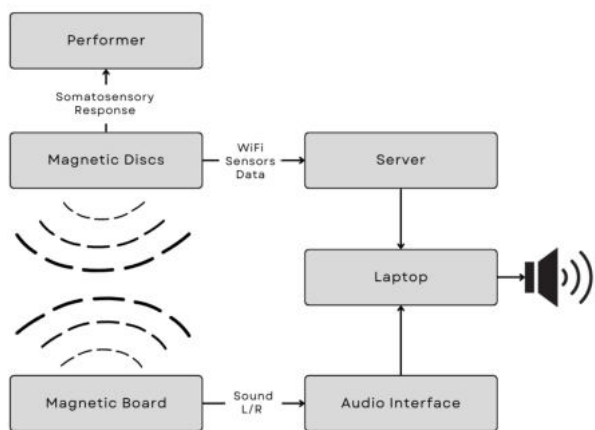 Performer
Somatosensory
Response
Magnetic Discs
WiFi
Sensors
Data
Server
Laptop
Magnetic Board
Sound
L/R
Audio Interface